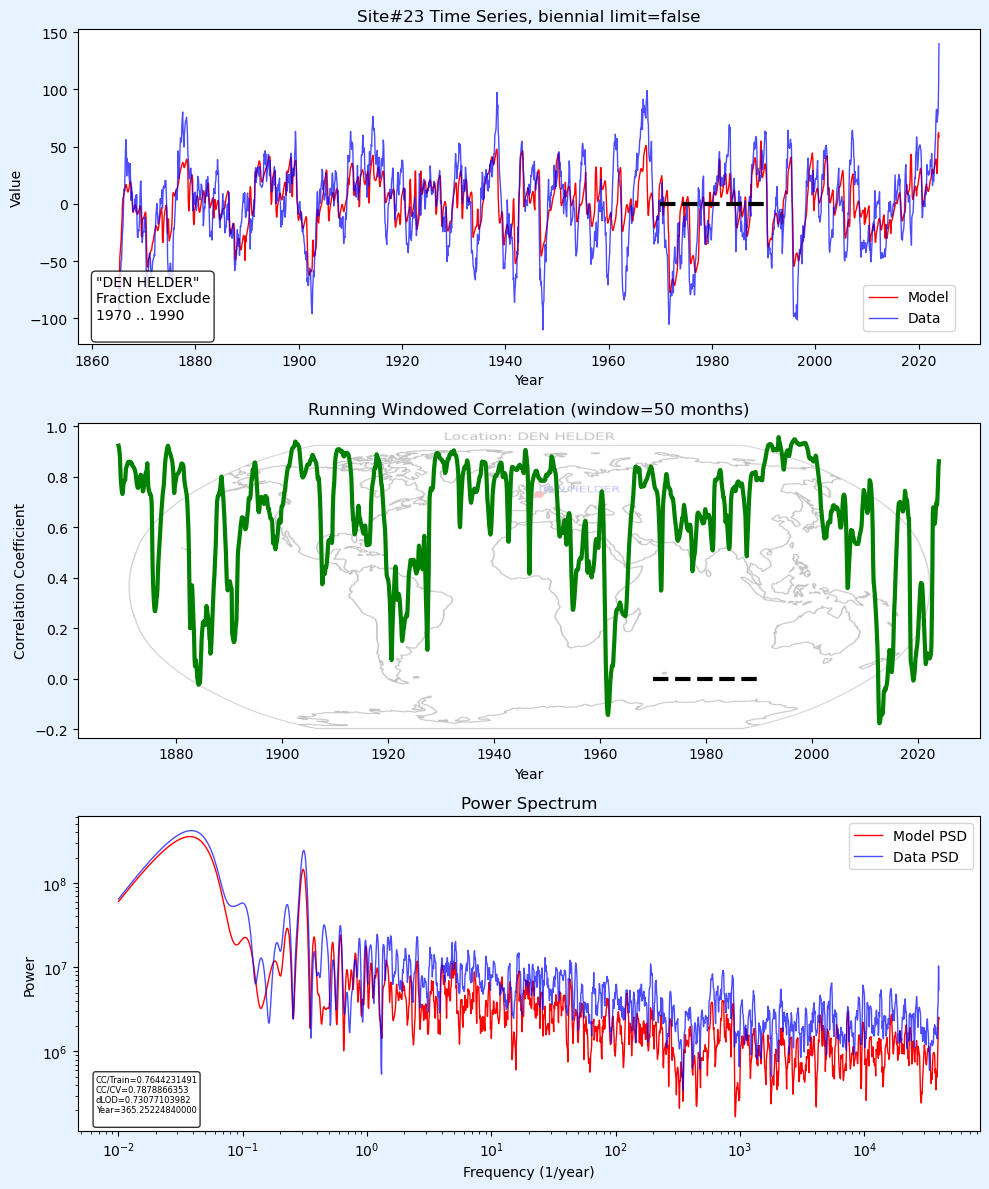 Site#23 Time Series, biennial limit=false
Value
150
100
50
0
−50
−100
"DEN HELDER"
Fraction Exclude
1970 .. 1990
Model
Data
1860 1880 1900 1920 1940 1960 1980 2000 2020
Year
Running Windowed Correlation (window=50 months)
Correlation Coefficient
1.0
0.8
0.6
0.4
0.2
0.0
−0.2
Location: DEN HELDER
1880 1900 1920 1940 1960 1980 2000 2020
Year
Power Spectrum
Power
10^8
10^7
10^6
Model PSD
Data PSD
CC/Train=0.7644231491
CC/CV=0.7878866353
dLOD=0.73077103982
Year=365.25224840000
10^−2 10^−1 10^0 10^1 10^2 10^3 10^4
Frequency (1/year)